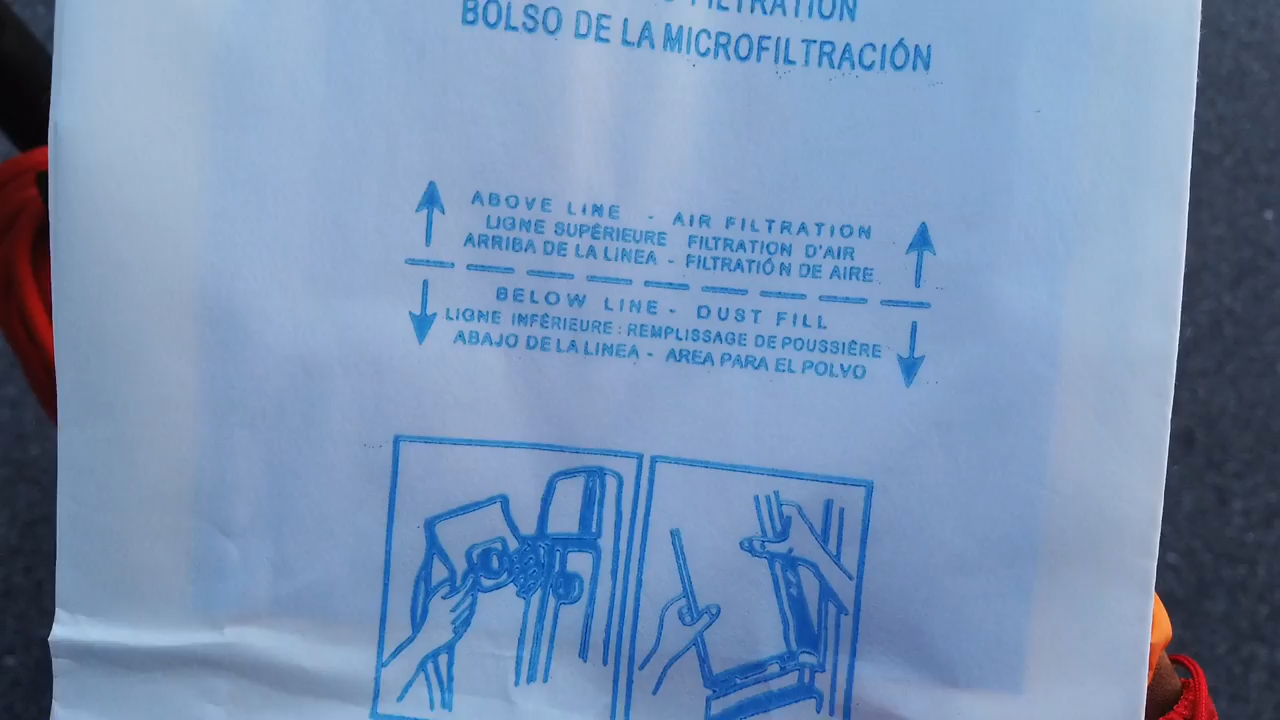 FILTRATION
BOLSO DE LA MICROFILTRACIÓN
ABOVE LINE - AIR FILTRATION
LIGNE SUPÉRIEURE FILTRATION D'AIR
ARRIBA DE LA LINEA - FILTRATIÓN DE AIRE
BELOW LINE - DUST FILL
LIGNE INFÉRIEURE : REMPLISSAGE DE POUSSIÈRE
ABAJO DE LA LINEA - AREA PARA EL POLVO